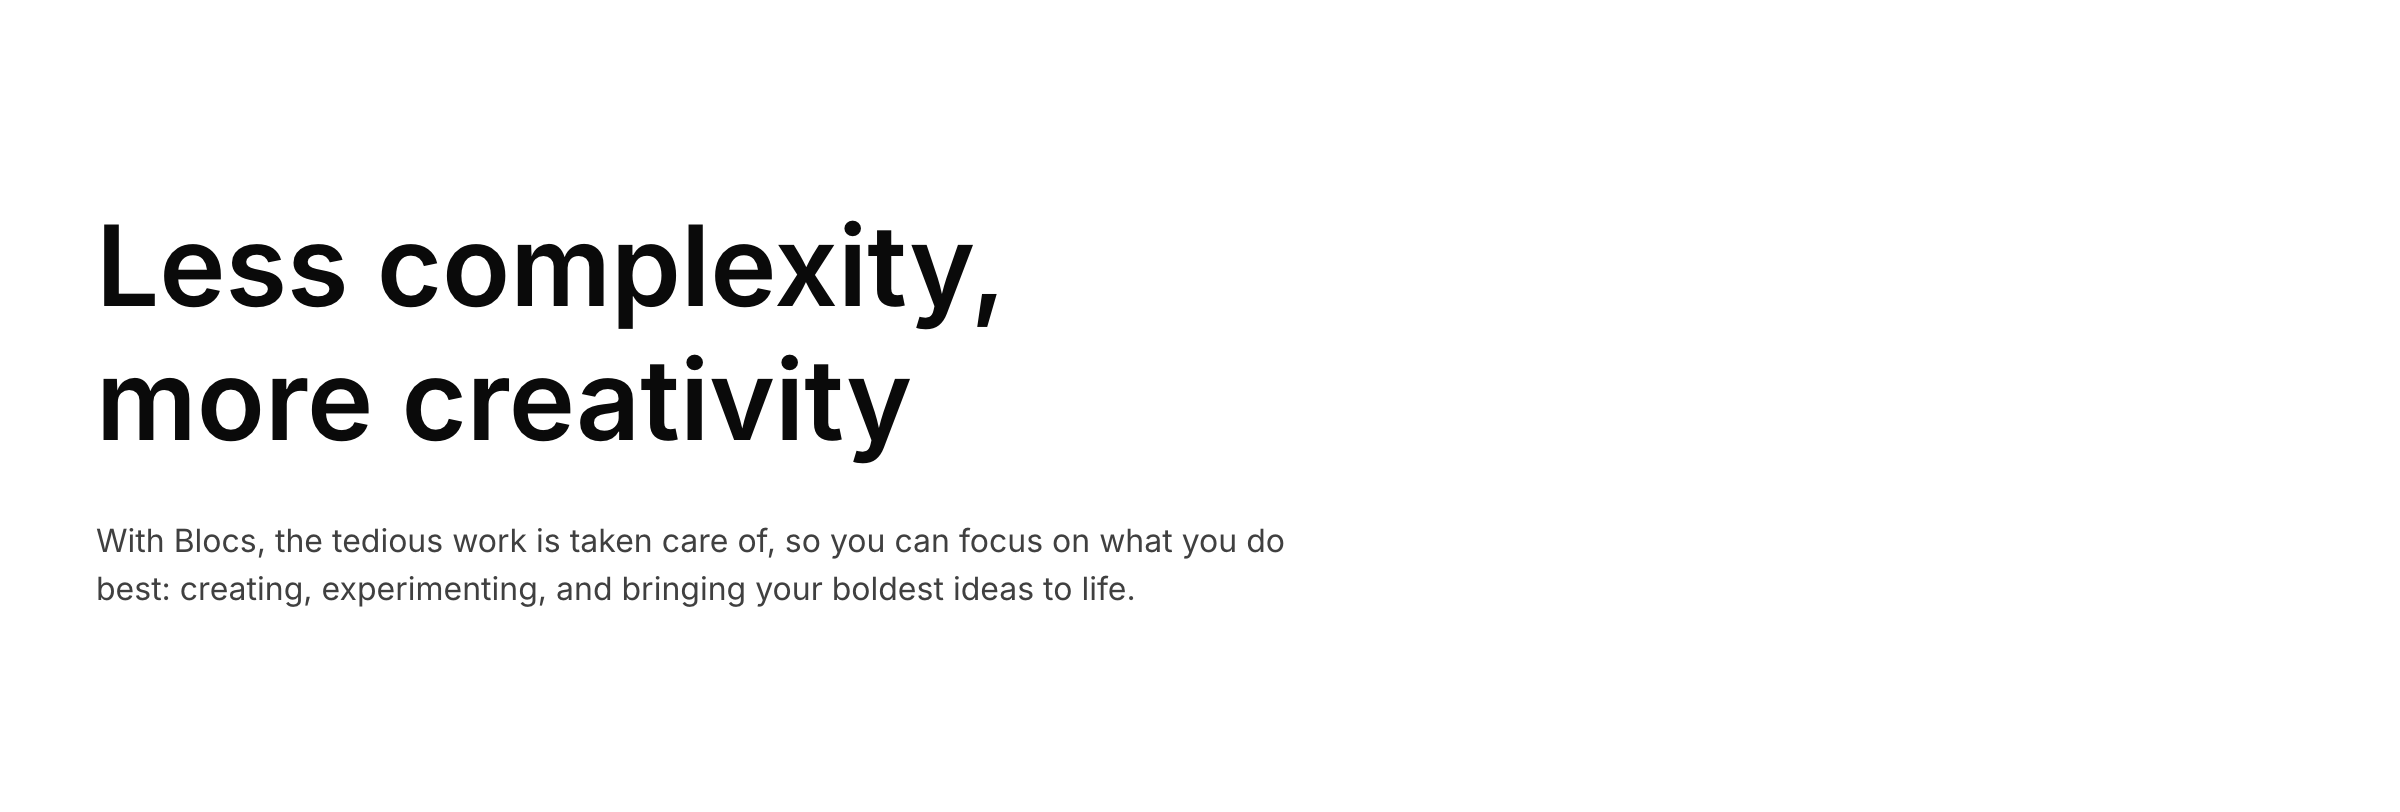 Less complexity,
more creativity
With Blocs, the tedious work is taken care of, so you can focus on what you do
best: creating, experimenting, and bringing your boldest ideas to life.